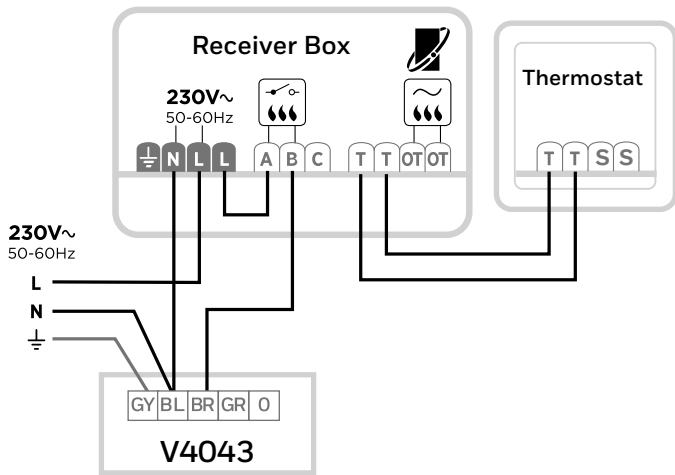 Receiver Box
Thermostat
230V~
50-60Hz
N L L A B C T T OT OT
T T S S
230V~
50-60Hz
L
N
GY BL BR GR O
V4043